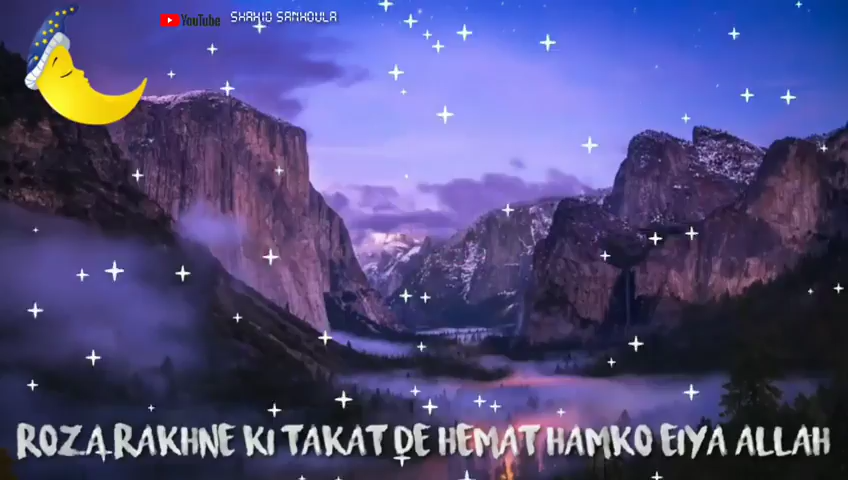 YouTube SHAHID SANKOULA
ROZA RAKHNE KI TAKAT DE HEMAT HAMKO EIYA ALLAH